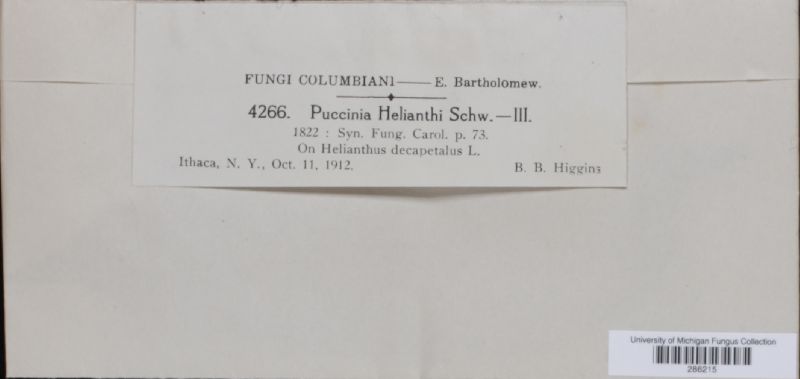 FUNGI COLUMBIANI—E. Bartholomew.
4266. Puccinia Helianthi Schw.—III.
1822 : Syn. Fung. Carol. p. 73.
On Helianthus decapetalus L.
Ithaca, N. Y., Oct. 11, 1912. B. B. Higgins
University of Michigan Fungus Collection
286215